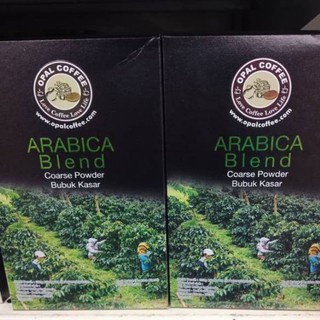 OPAL COFFEE
Love Coffee Love Life
www.opalcoffee.com
ARABICA
Blend
Coarse Powder
Bubuk Kasar
OPAL COFFEE
Love Coffee Love Life
www.opalcoffee.com
ARABICA
Blend
Coarse Powder
Bubuk Kasar